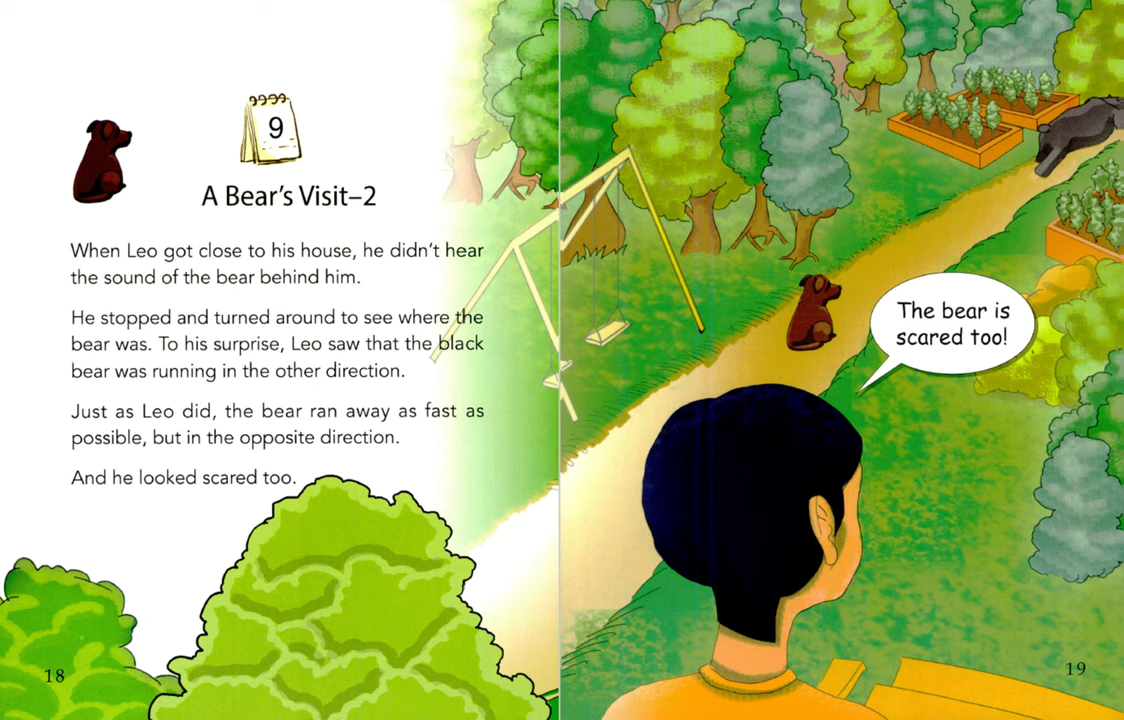 9
A Bear's Visit–2
When Leo got close to his house, he didn't hear
the sound of the bear behind him.
He stopped and turned around to see where the
bear was. To his surprise, Leo saw that the black
bear was running in the other direction.
Just as Leo did, the bear ran away as fast as
possible, but in the opposite direction.
And he looked scared too.
18
The bear is
scared too!
19